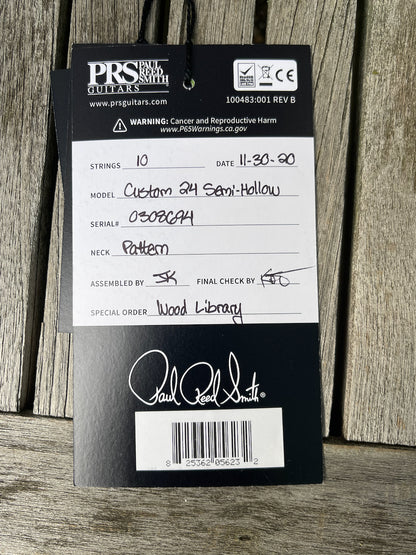 PRS PAUL REED SMITH
GUITARS
www.prsguitars.com
CE
100483:001 REV B
WARNING: Cancer and Reproductive Harm
www.P65Warnings.ca.gov
STRINGS 10 DATE 11-30-20
MODEL Custom 24 Semi-Hollow
SERIAL# 0308694
NECK Pattern
ASSEMBLED BY JK FINAL CHECK BY
SPECIAL ORDER Wood Library
Paul Reed Smith®
8 25362 05623 2